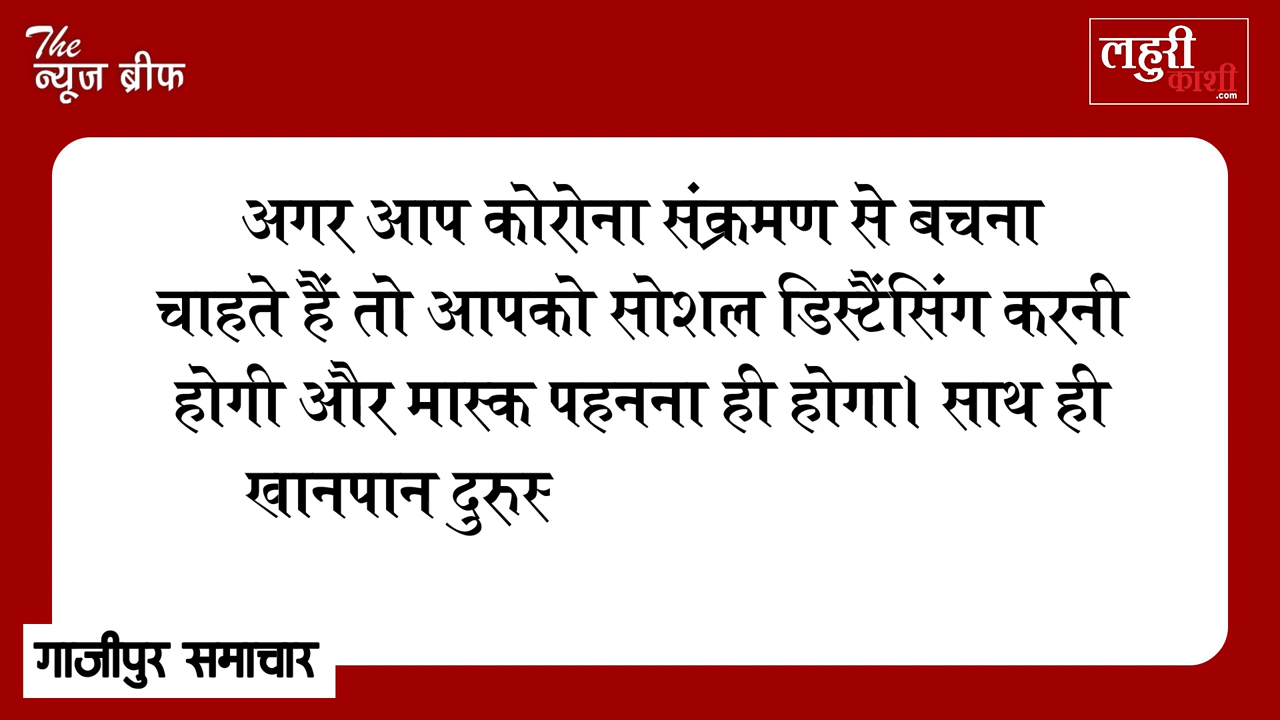 The
न्यूज ब्रीफ
लहुरी
काशी
.com
अगर आप कोरोना संक्रमण से बचना
चाहते हैं तो आपको सोशल डिस्टैंसिंग करनी
होगी और मास्क पहनना ही होगा। साथ ही
खानपान दुरुस्
गाजीपुर समाचार